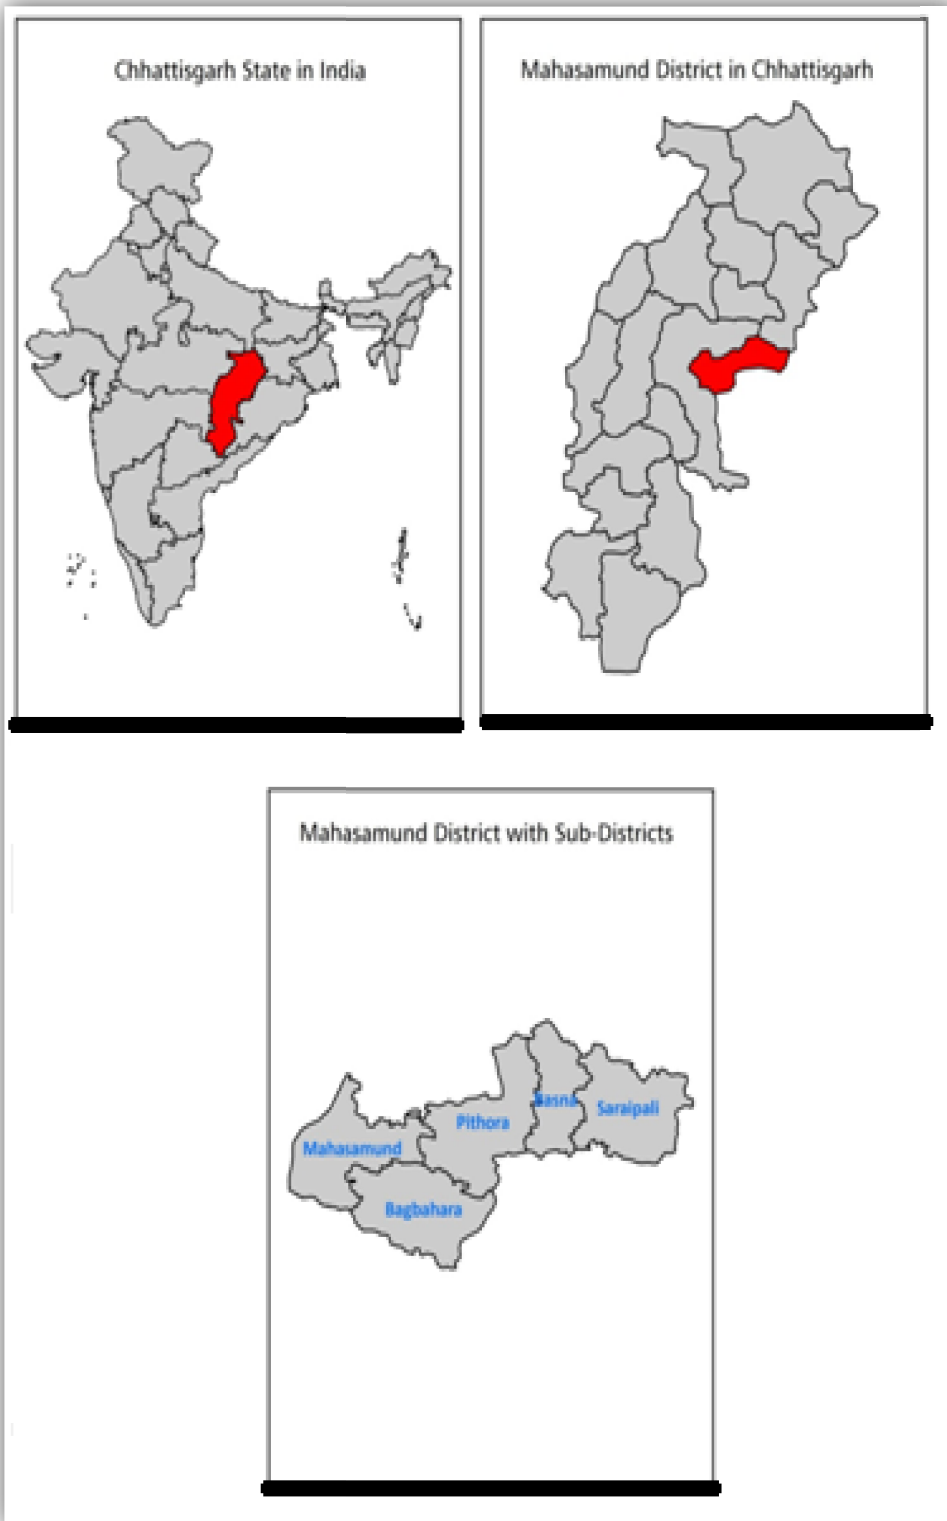 Chhattisgarh State in India
Mahasamund District in Chhattisgarh
Mahasamund District with Sub-Districts
Basna
Pithora
Saraipali
Mahasamund
Bagbahara